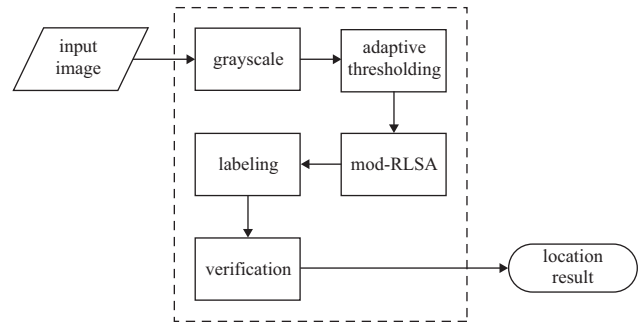 input
image
grayscale
adaptive
thresholding
labeling
mod-RLSA
verification
location
result